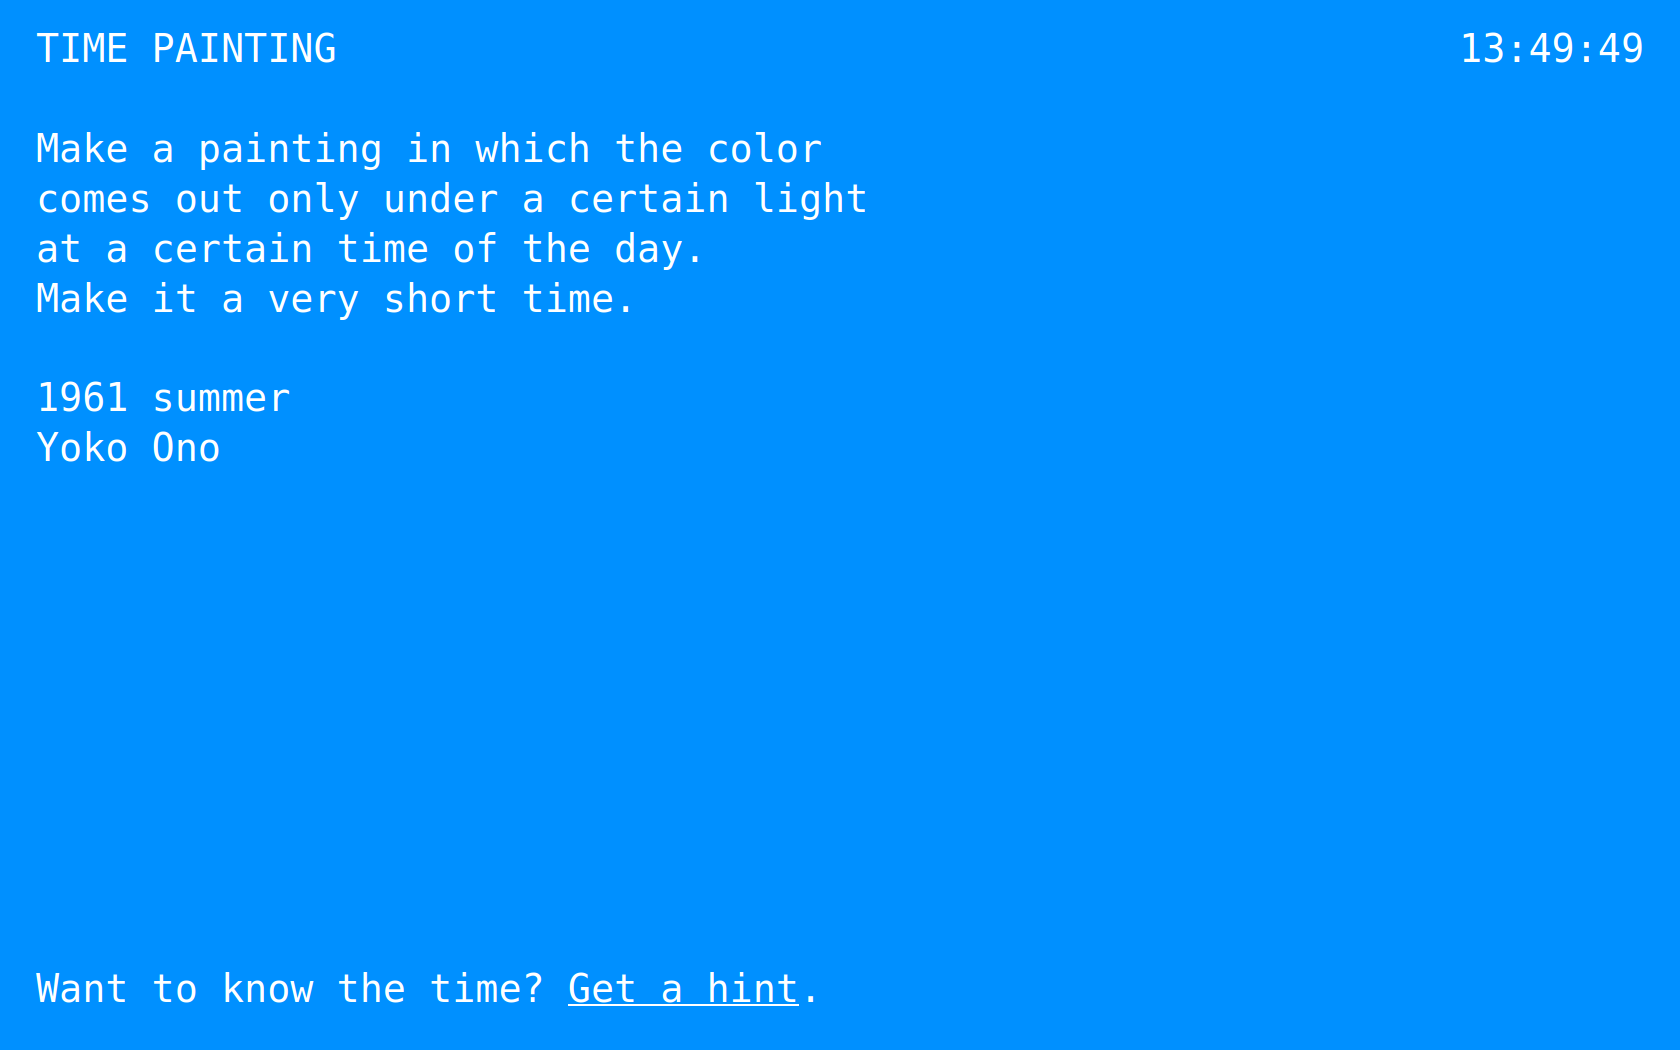 TIME PAINTING
13:49:49
Make a painting in which the color
comes out only under a certain light
at a certain time of the day.
Make it a very short time.
1961 summer
Yoko Ono
Want to know the time? Get a hint.